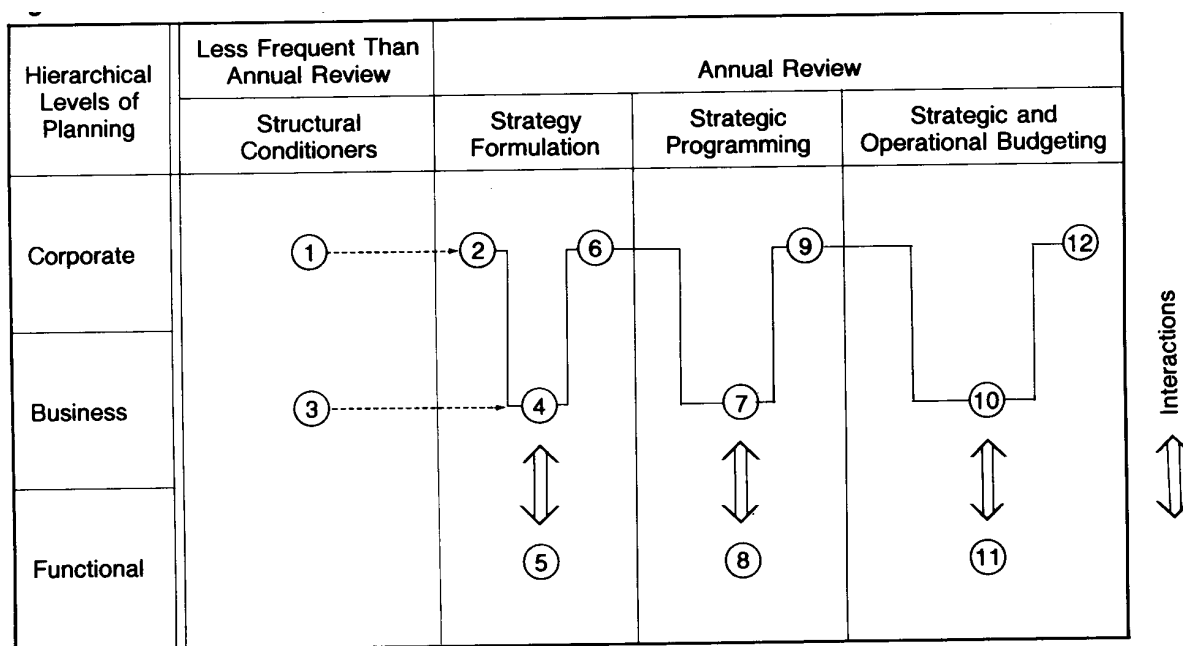 Hierarchical
Levels of
Planning
Less Frequent Than
Annual Review
Annual Review
Structural
Conditioners
Strategy
Formulation
Strategic
Programming
Strategic and
Operational Budgeting
Corporate
1
2
6
9
12
Business
3
4
7
10
Functional
5
8
11
Interactions